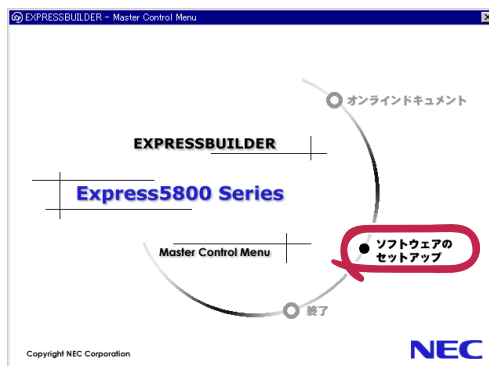 EXPRESSBUILDER - Master Control Menu
オンラインドキュメント
EXPRESSBUILDER
Express5800 Series
ソフトウェアの
セットアップ
Master Control Menu
終了
Copyright NEC Corporation
NEC